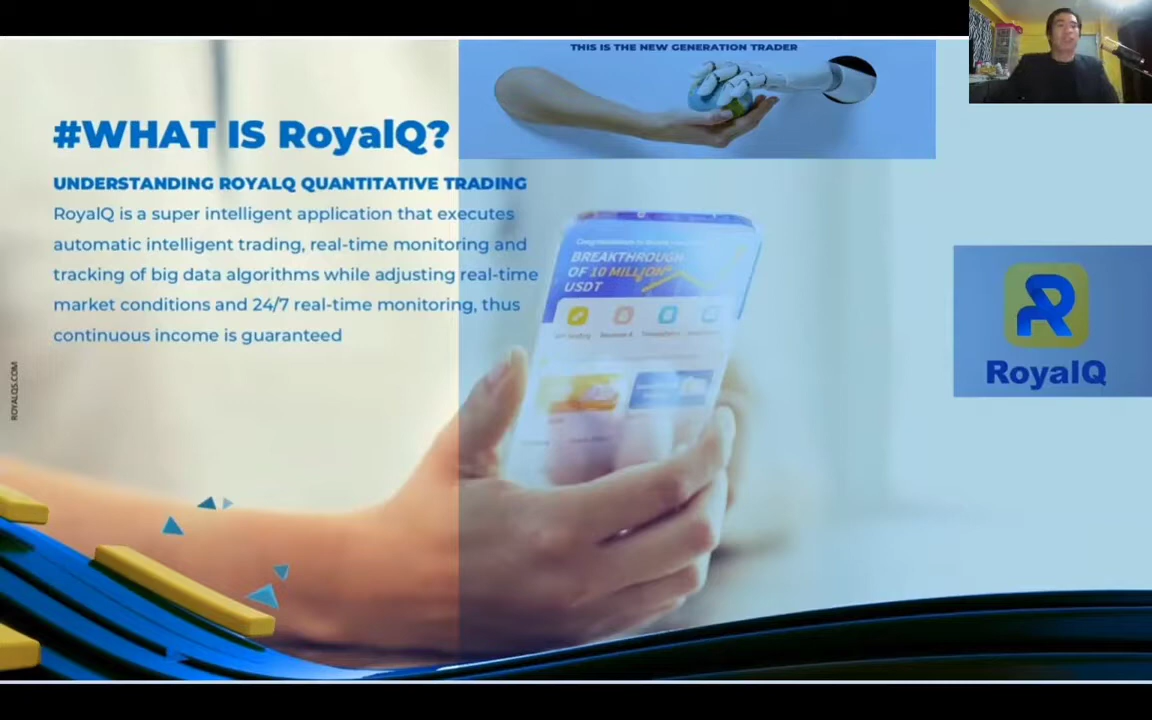 THIS IS THE NEW GENERATION TRADER
#WHAT IS RoyalQ?
UNDERSTANDING ROYALQ QUANTITATIVE TRADING
RoyalQ is a super intelligent application that executes
automatic intelligent trading, real-time monitoring and
tracking of big data algorithms while adjusting real-time
market conditions and 24/7 real-time monitoring, thus
continuous income is guaranteed
BREAKTHROUGH
OF 10 MILLION
USDT
RoyalQ
ROYALQS.COM